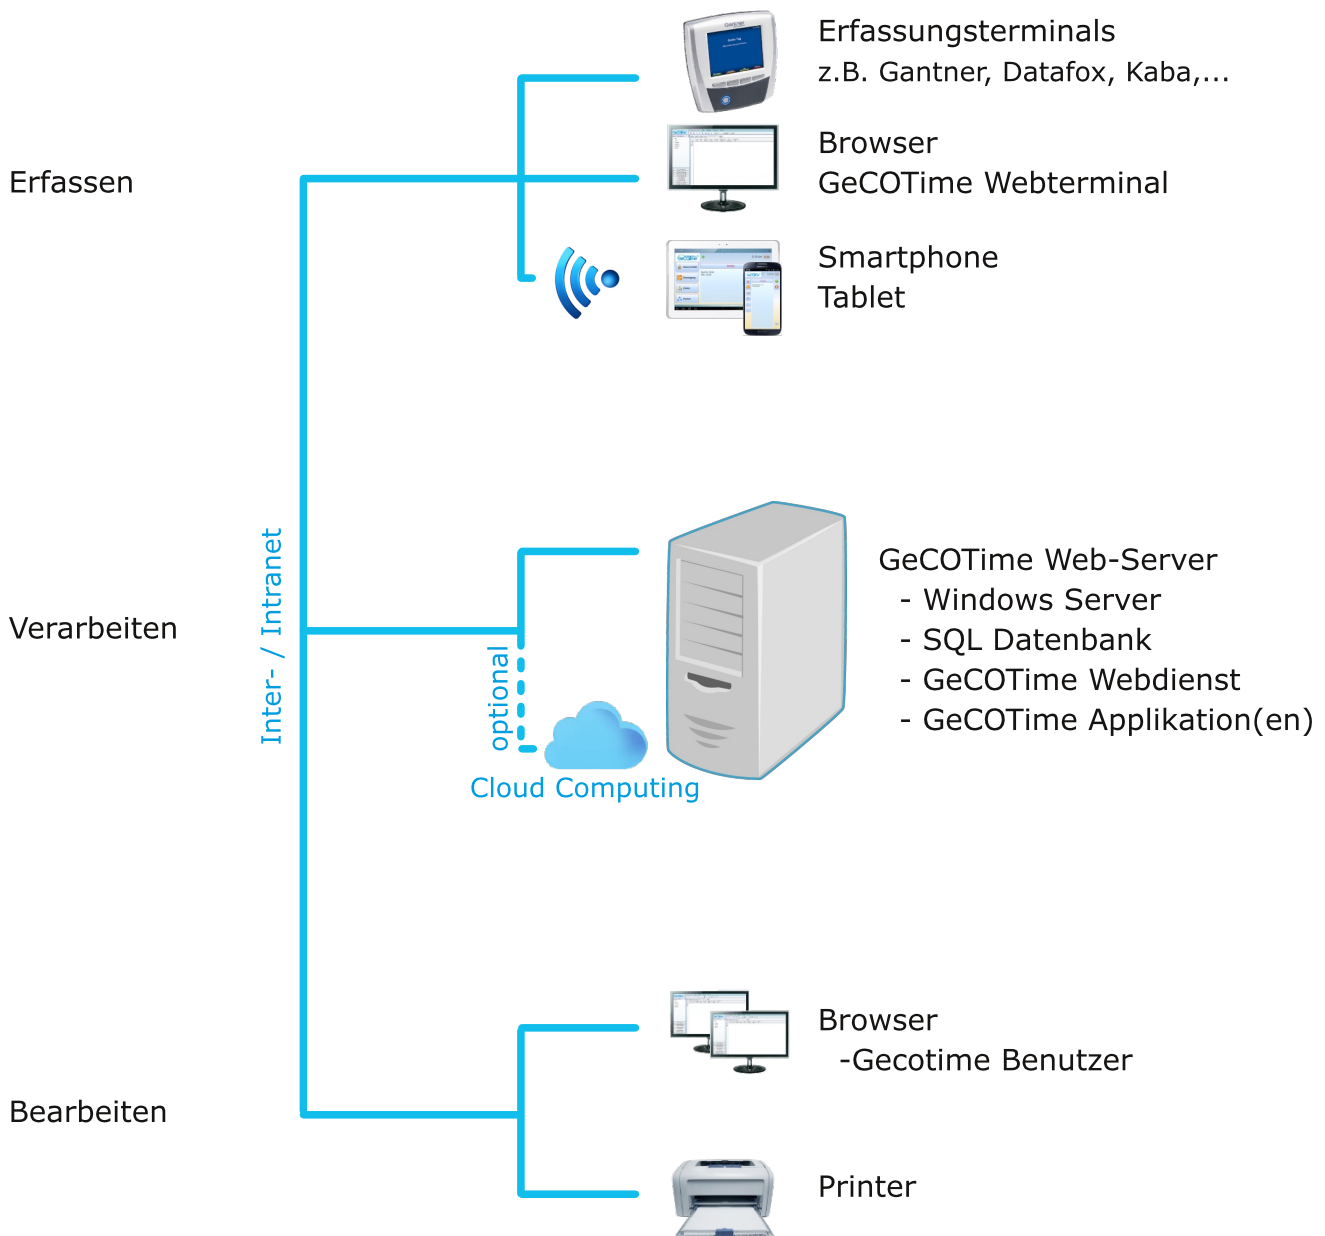 Erfassungsterminals
z.B. Gantner, Datafox, Kaba,...
Browser
GeCOTime Webterminal
Erfassen
Smartphone
Tablet
Inter- / Intranet
GeCOTime Web-Server
- Windows Server
- SQL Datenbank
- GeCOTime Webdienst
- GeCOTime Applikation(en)
Verarbeiten
optional
Cloud Computing
Browser
-Gecotime Benutzer
Bearbeiten
Printer